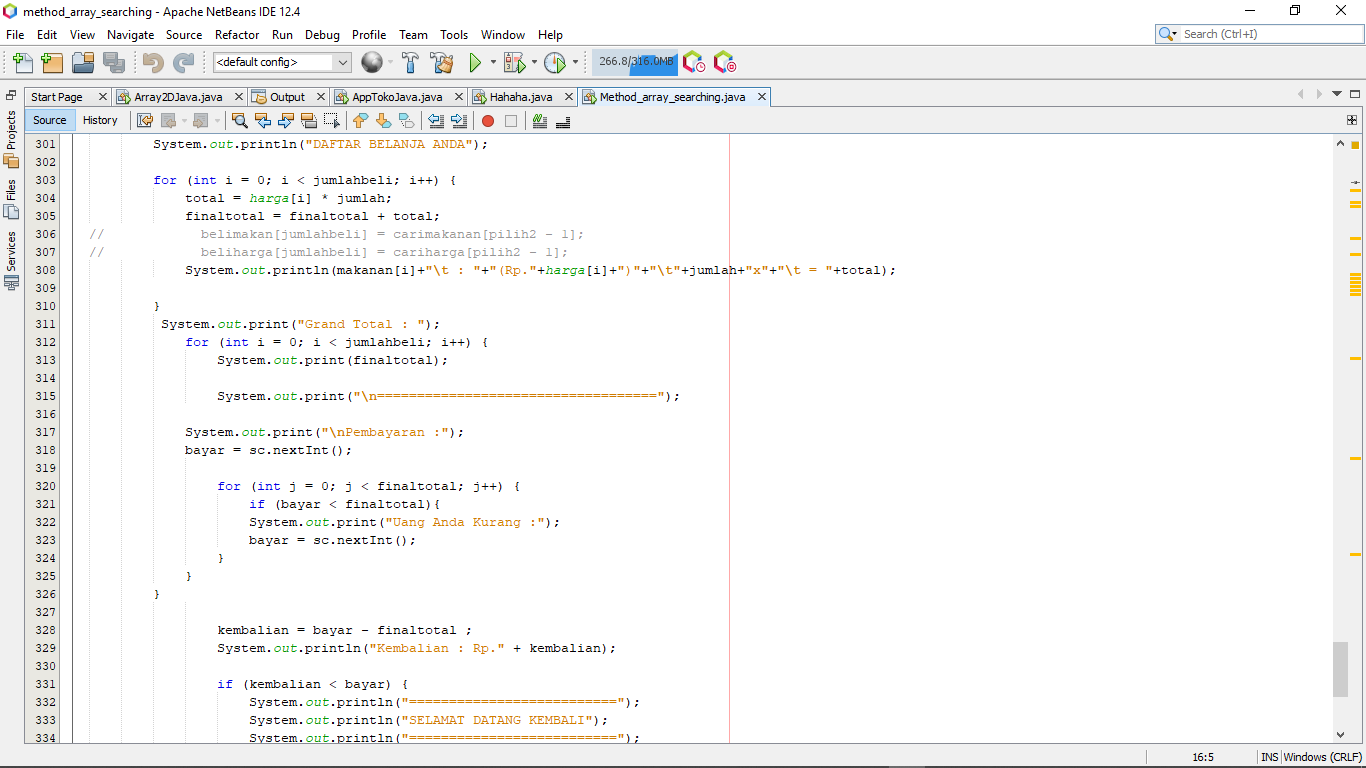 method_array_searching - Apache NetBeans IDE 12.4
File Edit View Navigate Source Refactor Run Debug Profile Team Tools Window Help
Search (Ctrl+I)
<default config>
266.8/316.0MB
Start Page
Array2DJava.java
Output
AppTokoJava.java
Hahaha.java
Method_array_searching.java
Source
History
Projects
Files
Services
301 System.out.println("DAFTAR BELANJA ANDA");
302
303 for (int i = 0; i < jumlahbeli; i++) {
304 total = harga[i] * jumlah;
305 finaltotal = finaltotal + total;
306 // belimakan[jumlahbeli] = carimakanan[pilih2 - 1];
307 // beliharga[jumlahbeli] = cariharga[pilih2 - 1];
308 System.out.println(makanan[i]+"\t : "+"(Rp."+harga[i]+")"+"\t"+jumlah+"x"+"\t = "+total);
309
310 }
311 System.out.print("Grand Total : ");
312 for (int i = 0; i < jumlahbeli; i++) {
313 System.out.print(finaltotal);
314
315 System.out.print("\n===================================");
316
317 System.out.print("\nPembayaran :");
318 bayar = sc.nextInt();
319
320 for (int j = 0; j < finaltotal; j++) {
321 if (bayar < finaltotal){
322 System.out.print("Uang Anda Kurang :");
323 bayar = sc.nextInt();
324 }
325 }
326 }
327
328 kembalian = bayar - finaltotal ;
329 System.out.println("Kembalian : Rp." + kembalian);
330
331 if (kembalian < bayar) {
332 System.out.println("==========================");
333 System.out.println("SELAMAT DATANG KEMBALI");
334 System.out.println("==========================");
16:5
INS
Windows (CRLF)